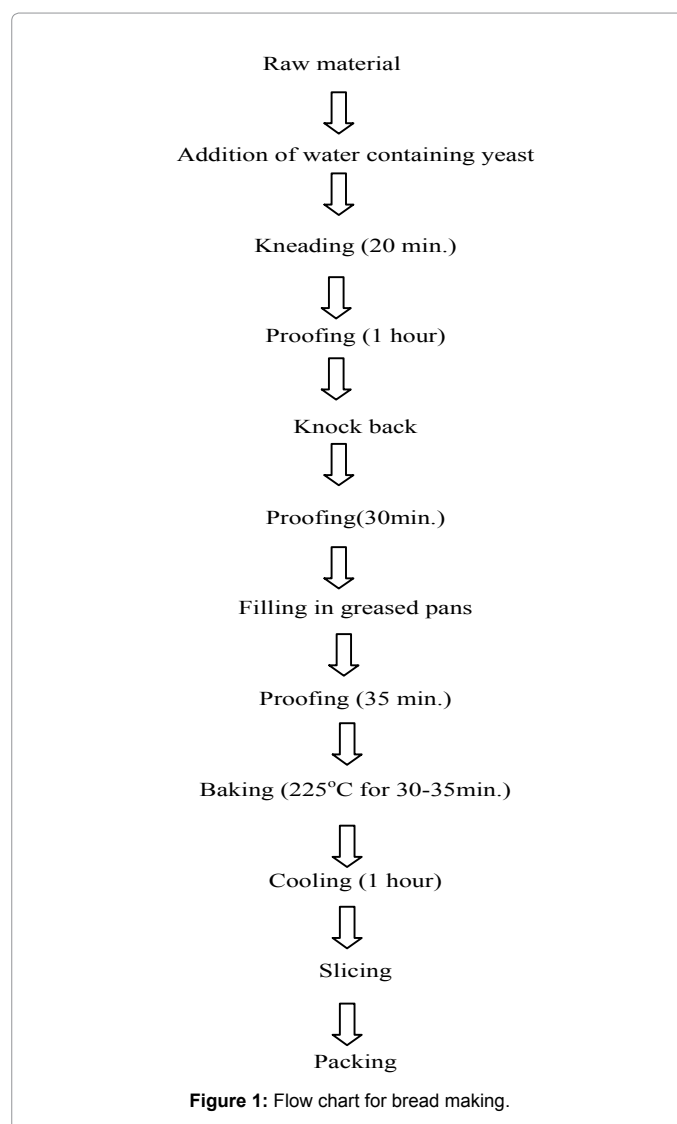 Raw material
Addition of water containing yeast
Kneading (20 min.)
Proofing (1 hour)
Knock back
Proofing(30min.)
Filling in greased pans
Proofing (35 min.)
Baking (225°C for 30-35min.)
Cooling (1 hour)
Slicing
Packing
Figure 1: Flow chart for bread making.